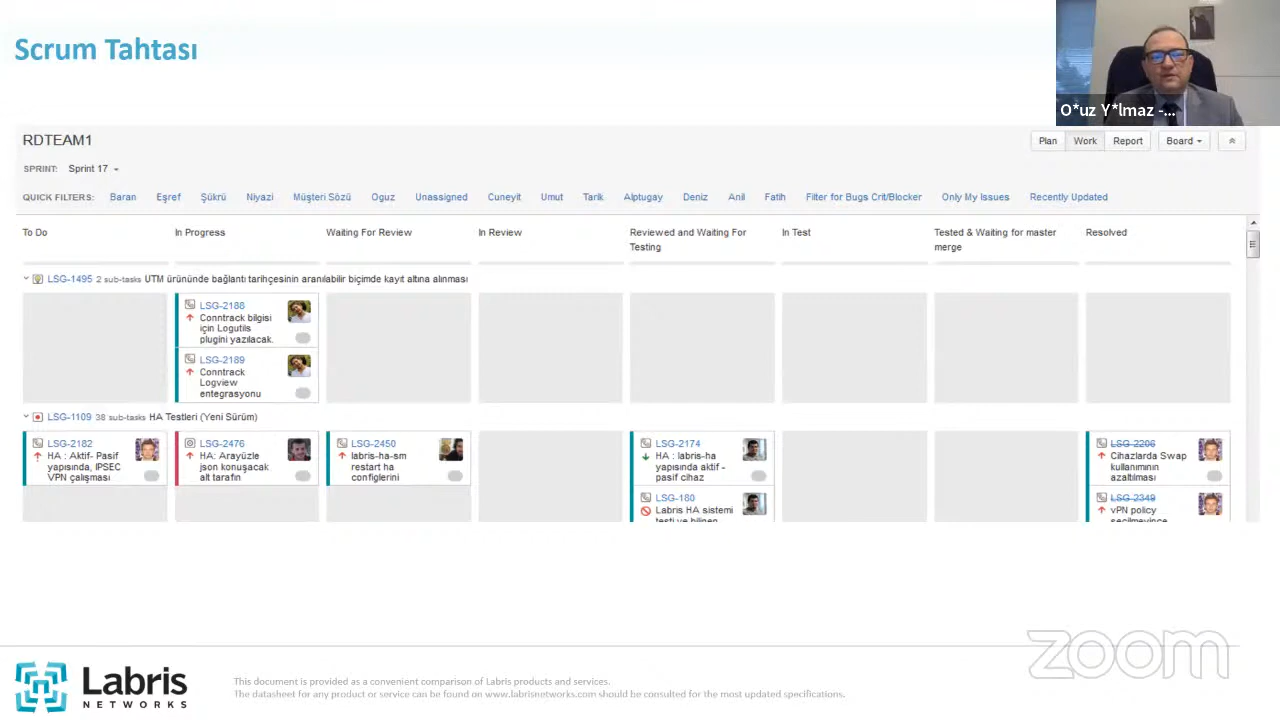 Scrum Tahtası
O*uz Y*lmaz -...
RDTEAM1
Plan Work Report Board
SPRINT: Sprint 17
QUICK FILTERS: Baran Eşref Şükrü Niyazi Müşteri Sözü Oguz Unassigned Cuneyit Umut Tarik Alptugay Deniz Anil Fatih Filter for Bugs Crit/Blocker Only My Issues Recently Updated
To Do
In Progress
Waiting For Review
In Review
Reviewed and Waiting For
Testing
In Test
Tested & Waiting for master
merge
Resolved
LSG-1495 2 sub-tasks UTM ürününde bağlantı tarihçesinin aranılabilir biçimde kayıt altına alınması
LSG-2188
Conntrack bilgisi
için Logutils
plugini yazılacak.
LSG-2189
Conntrack
Logview
entegrasyonu
LSG-1109 38 sub-tasks HA Testleri (Yeni Sürüm)
LSG-2182
HA : Aktif- Pasif
yapısında, IPSEC
VPN çalışması
LSG-2476
HA: Arayüzle
json konuşacak
alt tarafın
LSG-2450
labris-ha-sm
restart ha
configlerini
LSG-2174
HA : labris-ha
yapısında aktif -
pasif cihaz
LSG-180
Labris HA sistemi
testi ve bilinen
LSG-2206
Cihazlarda Swap
kullanımının
azaltılması
LSG-2349
vPN policy
seçilmeyince
zoom
Labris
NETWORKS
This document is provided as a convenient comparison of Labris products and services.
The datasheet for any product or service can be found on www.labrisnetworks.com should be consulted for the most updated specifications.